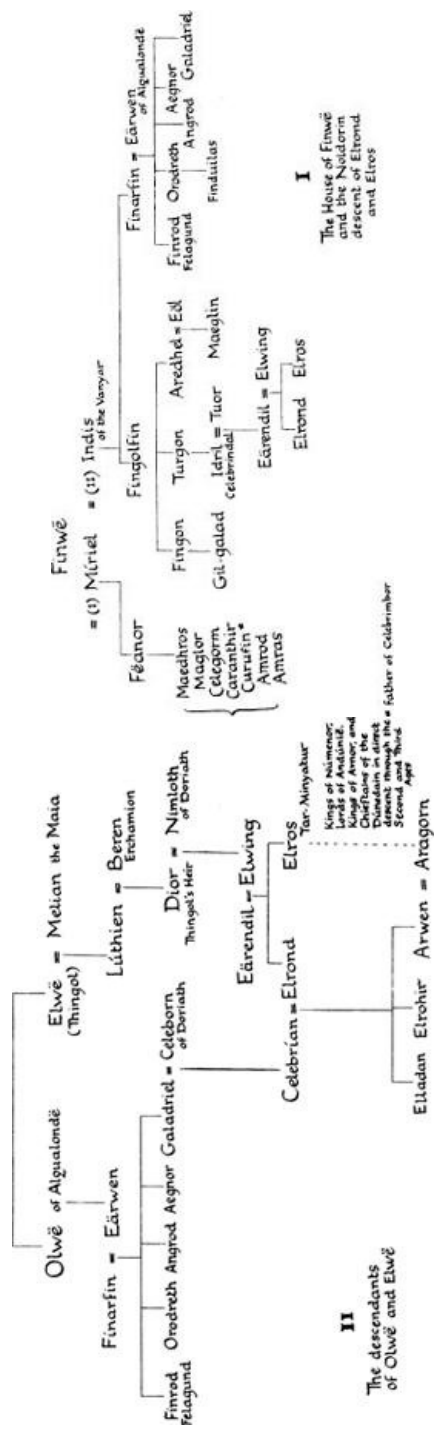 Finwë
= (1) Míriel = (11) Indis
of the Vanyar
Fëanor Fingolfin Finarfin = Eärwen
of Alqualondë
Maedhros
Maglor
Celegorm
Caranthir
Curufin*
Amrod
Amras
Fingon Turgon Aredhel = Eöl
Gil-galad Idril = Tuor Maeglin
Celebrindal
Eärendil = Elwing
Elrond Elros
Finrod Orodreth Angrod Aegnor Galadriel
Felagund
Finduilas
* Father of Celebrimbor
I
The House of Finwë
and the Noldorin
descent of Elrond
and Elros
Olwë of Alqualondë Elwë = Melian the Maia
(Thingol)
Finarfin = Eärwen Lúthien = Beren
Erchamion
Finrod Orodreth Angrod Aegnor Galadriel = Celeborn
Felagund of Doriath
Dior = Nimloth
Thingol's Heir of Doriath
Eärendil = Elwing
Celebrían = Elrond Elros
Tar-Minyatur
Kings of Númenor,
Lords of Andúnië,
Kings of Arnor, and
Chieftains of the
Dúnedain in direct
descent through the
Second and Third
Ages
Elladan Elrohir Arwen = Aragorn
II
The descendants
of Olwë and Elwë